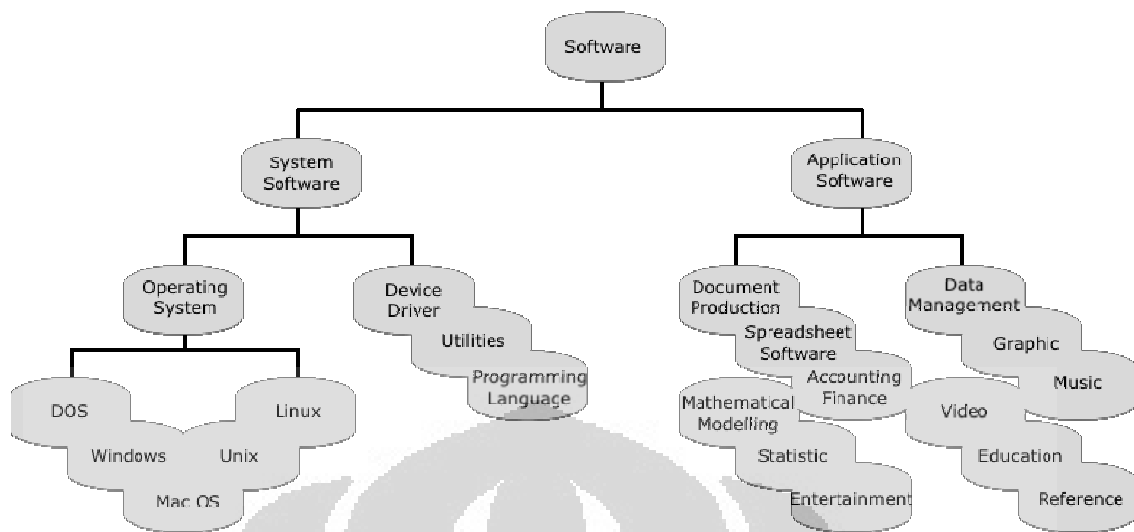 Software
System
Software
Application
Software
Operating
System
Device
Driver
Utilities
Programming
Language
DOS
Windows
Mac OS
Unix
Linux
Document
Production
Spreadsheet
Software
Accounting
Finance
Mathematical
Modelling
Statistic
Entertainment
Data
Management
Graphic
Music
Video
Education
Reference